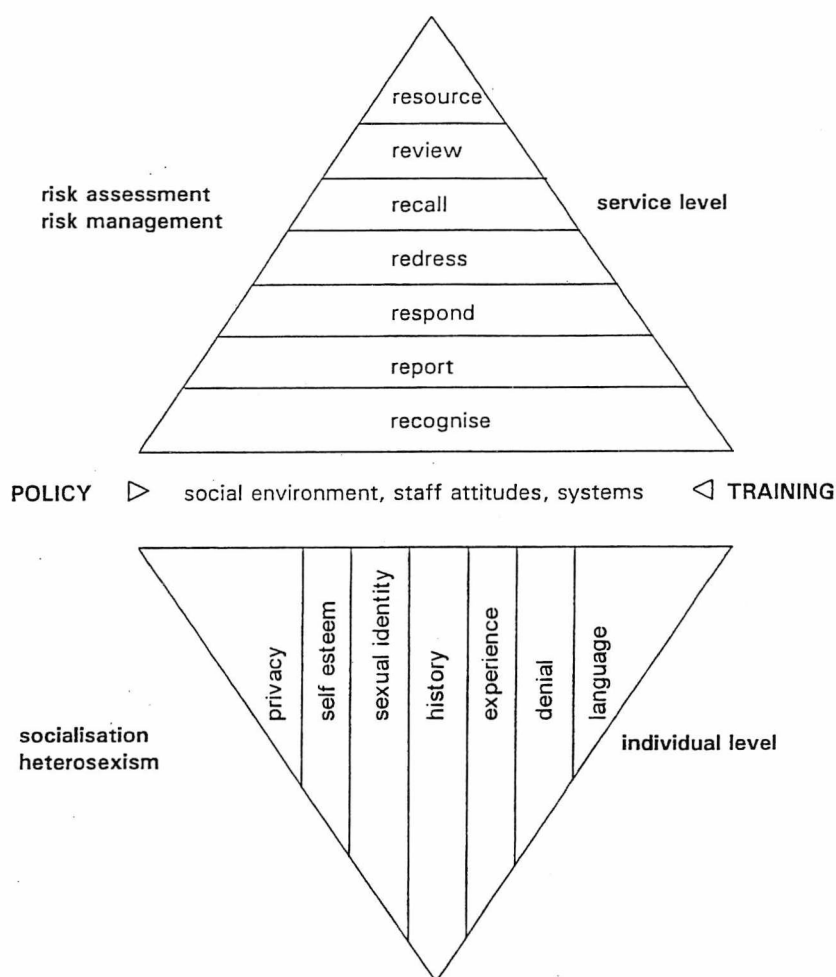 resource
review
risk assessment
risk management
recall
service level
redress
respond
report
recognise
POLICY ▷ social environment, staff attitudes, systems ◁ TRAINING
privacy
self esteem
sexual identity
history
experience
denial
language
socialisation
heterosexism
individual level